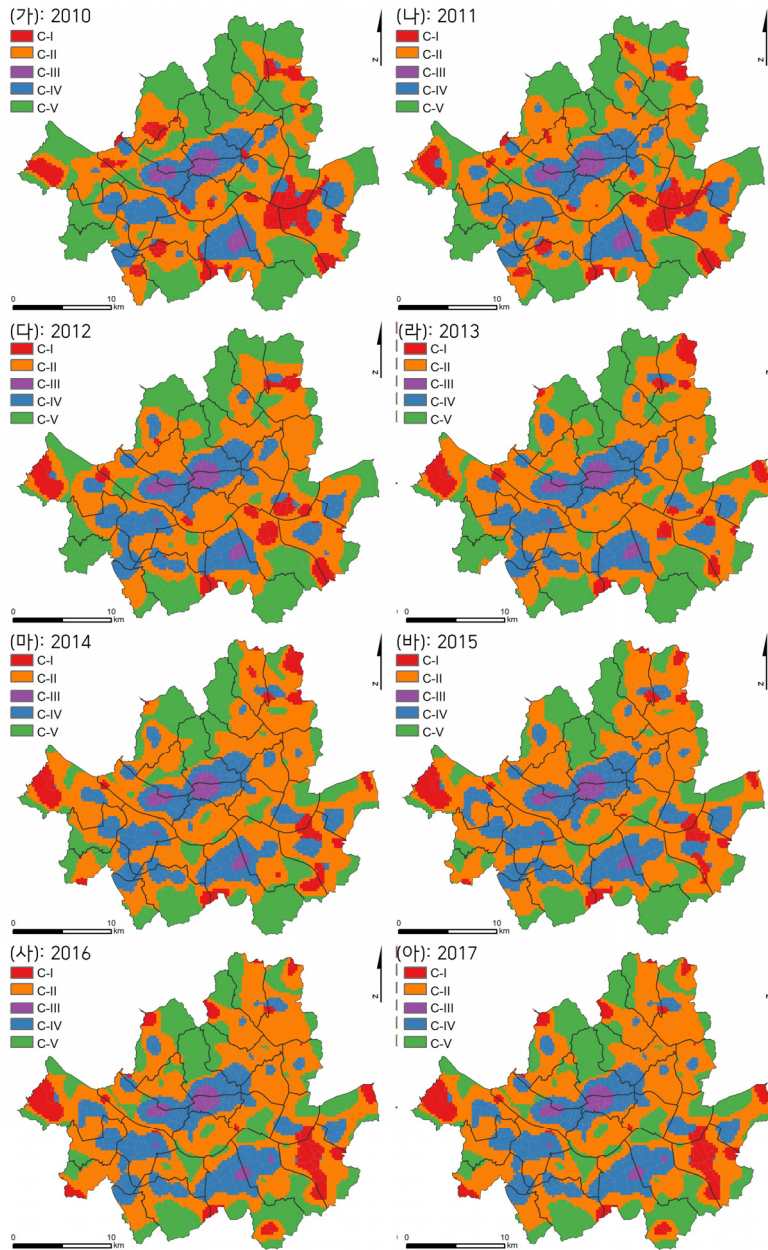 (가): 2010
C-I
C-II
C-III
C-IV
C-V
N
0 10
km
(나): 2011
C-I
C-II
C-III
C-IV
C-V
N
0 10
km
(다): 2012
C-I
C-II
C-III
C-IV
C-V
N
0 10
km
(라): 2013
C-I
C-II
C-III
C-IV
C-V
0 10
km
(마): 2014
C-I
C-II
C-III
C-IV
C-V
N
0 10
km
(바): 2015
C-I
C-II
C-III
C-IV
C-V
N
0 10
km
(사): 2016
C-I
C-II
C-III
C-IV
C-V
N
0 10
km
(아): 2017
C-I
C-II
C-III
C-IV
C-V
N
0 10
km